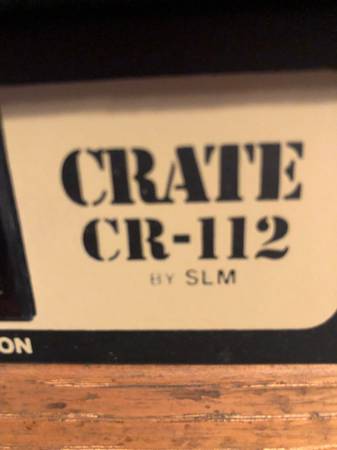 CRATE
CR-112
BY SLM
ON